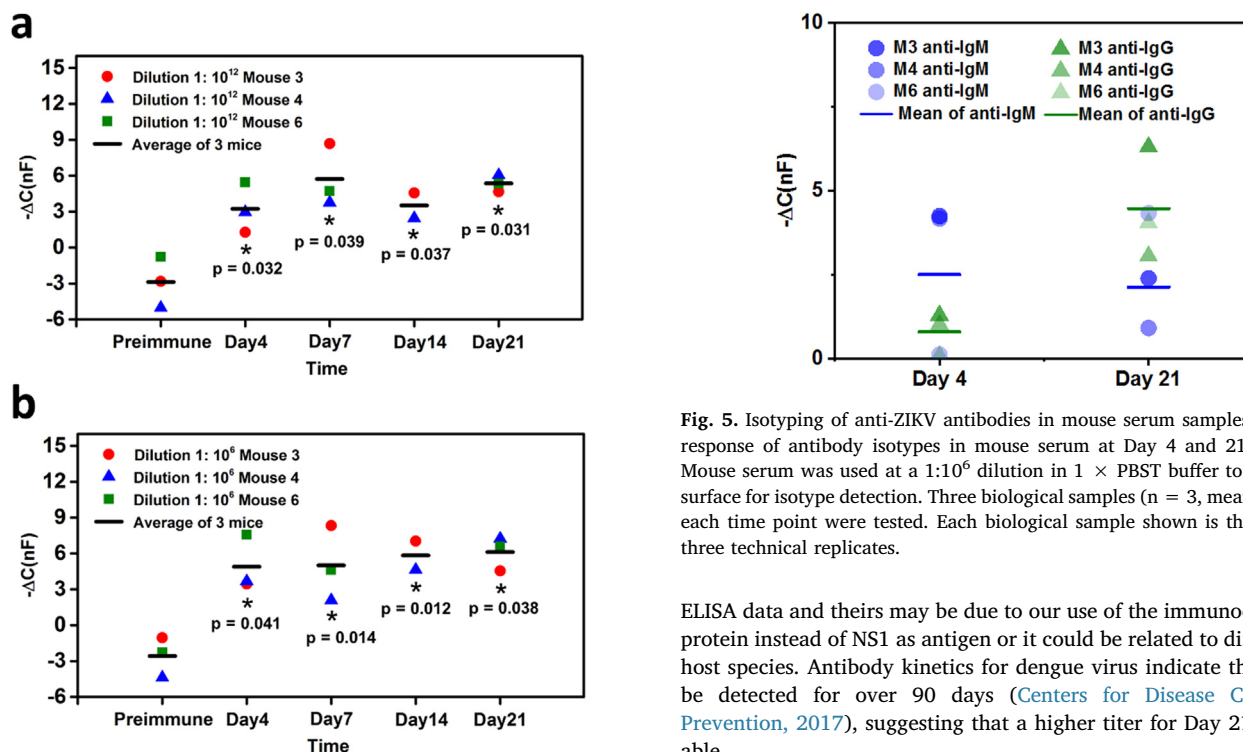 a
15
12
9
6
3
0
-3
-6
-ΔC(nF)
Dilution 1: 10¹² Mouse 3
Dilution 1: 10¹² Mouse 4
Dilution 1: 10¹² Mouse 6
Average of 3 mice
*
p = 0.032
*
p = 0.039
*
p = 0.037
*
p = 0.031
Preimmune Day4 Day7 Day14 Day21
Time
b
15
12
9
6
3
0
-3
-6
-ΔC(nF)
Dilution 1: 10⁶ Mouse 3
Dilution 1: 10⁶ Mouse 4
Dilution 1: 10⁶ Mouse 6
Average of 3 mice
*
p = 0.041
*
p = 0.014
*
p = 0.012
*
p = 0.038
Preimmune Day4 Day7 Day14 Day21
Time
10
5
0
-ΔC(nF)
M3 anti-IgM M3 anti-IgG
M4 anti-IgM M4 anti-IgG
M6 anti-IgM M6 anti-IgG
Mean of anti-IgM Mean of anti-IgG
Day 4 Day 21
Fig. 5. Isotyping of anti-ZIKV antibodies in mouse serum samples
response of antibody isotypes in mouse serum at Day 4 and 21
Mouse serum was used at a 1:10⁶ dilution in 1 × PBST buffer to
surface for isotype detection. Three biological samples (n = 3, mean
each time point were tested. Each biological sample shown is th
three technical replicates.
ELISA data and theirs may be due to our use of the immuno
protein instead of NS1 as antigen or it could be related to di
host species. Antibody kinetics for dengue virus indicate th
be detected for over 90 days (Centers for Disease C
Prevention, 2017), suggesting that a higher titer for Day 21
able.